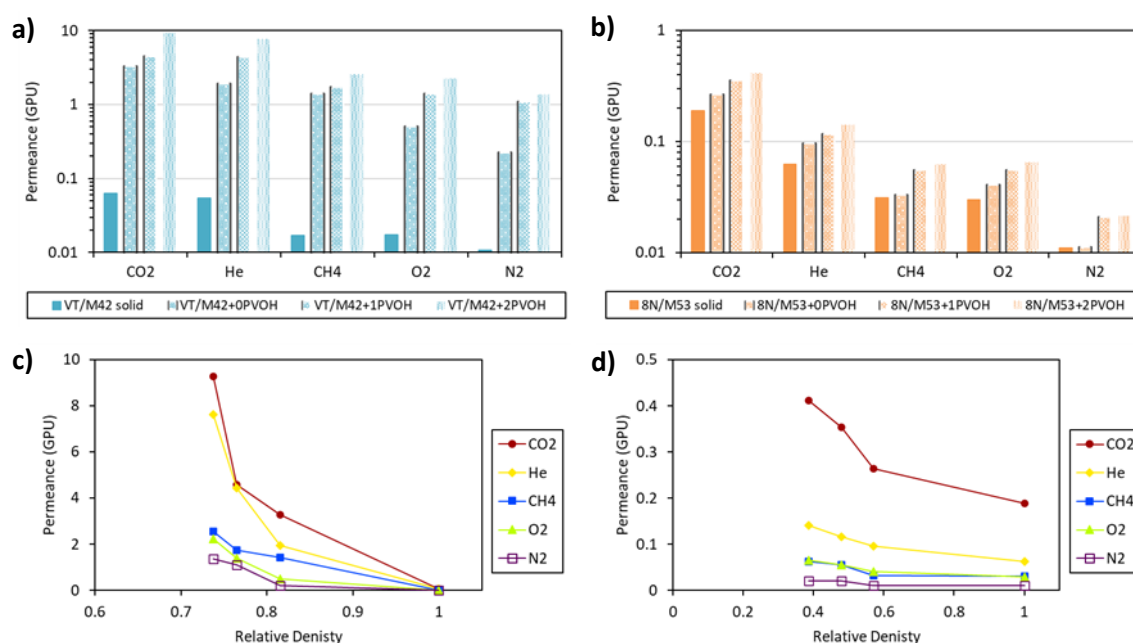 a)
Permeance (GPU)
10
1
0.1
0.01
CO2 He CH4 O2 N2
VT/M42 solid VT/M42+0PVOH VT/M42+1PVOH VT/M42+2PVOH
b)
Permeance (GPU)
1
0.1
0.01
CO2 He CH4 O2 N2
8N/M53 solid 8N/M53+0PVOH 8N/M53+1PVOH 8N/M53+2PVOH
c)
Permeance (GPU)
10
8
6
4
2
0
0.6 0.7 0.8 0.9 1
Relative Denisty
CO2
He
CH4
O2
N2
d)
Permeance (GPU)
0.5
0.4
0.3
0.2
0.1
0
0 0.2 0.4 0.6 0.8 1
Relative Denisty
CO2
He
CH4
O2
N2